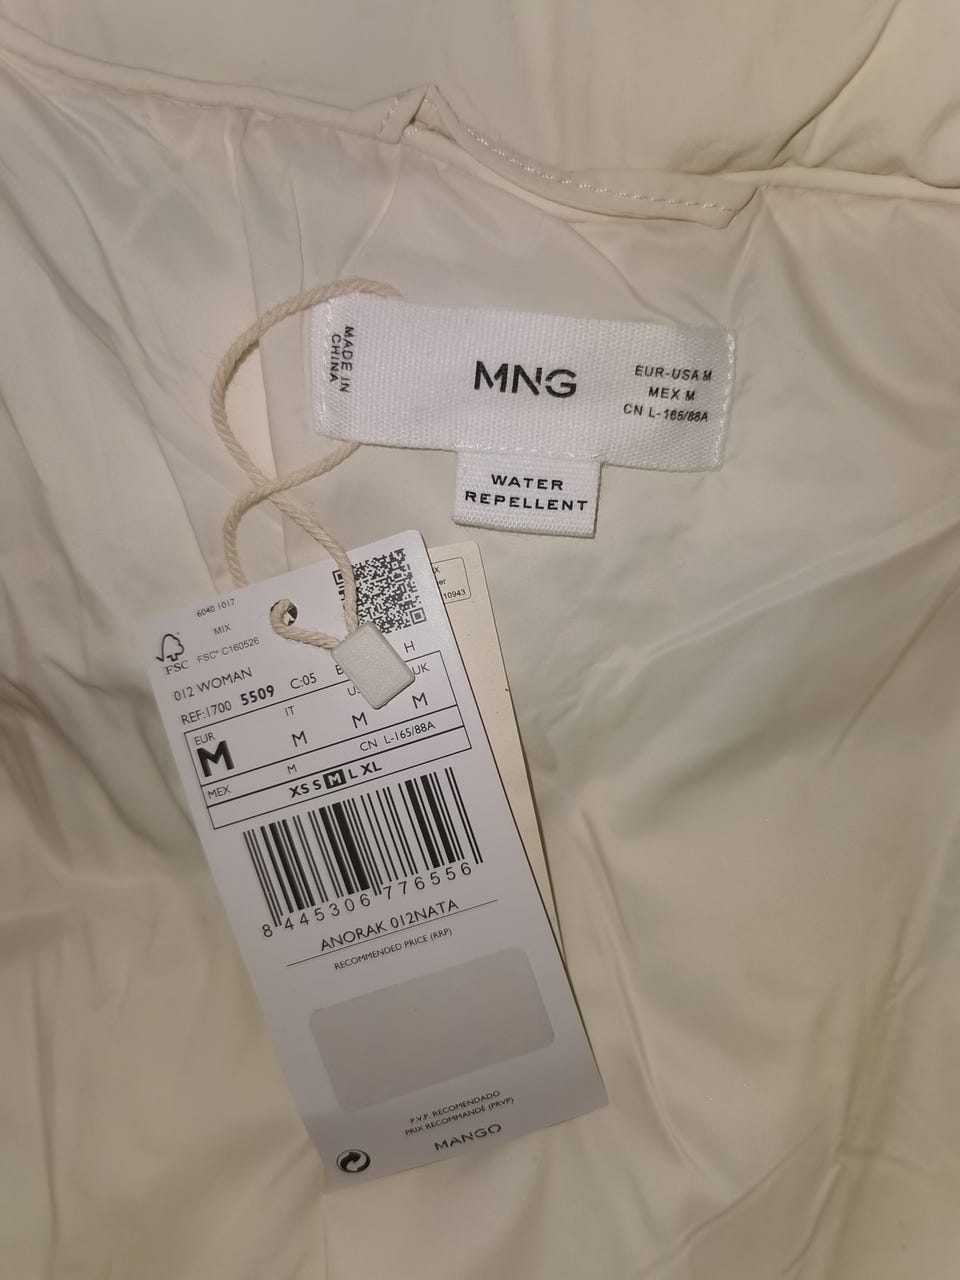 MADE IN
CHINA
MNG
EUR-USA M
MEX M
CN L-165/88A
WATER
REPELLENT
6040 1017
MIX
FSC
FSC® C160526
10943
012 WOMAN
REF:1700 5509 C:05
H
EUR IT UK
M M M M
MEX M CN L-165/88A
XS S M L XL
8 445306 776556
ANORAK 012NATA
RECOMMENDED PRICE (RRP)
P.V.P. RECOMENDADO
PRIX RECOMMANDÉ (PRVP)
MANGO